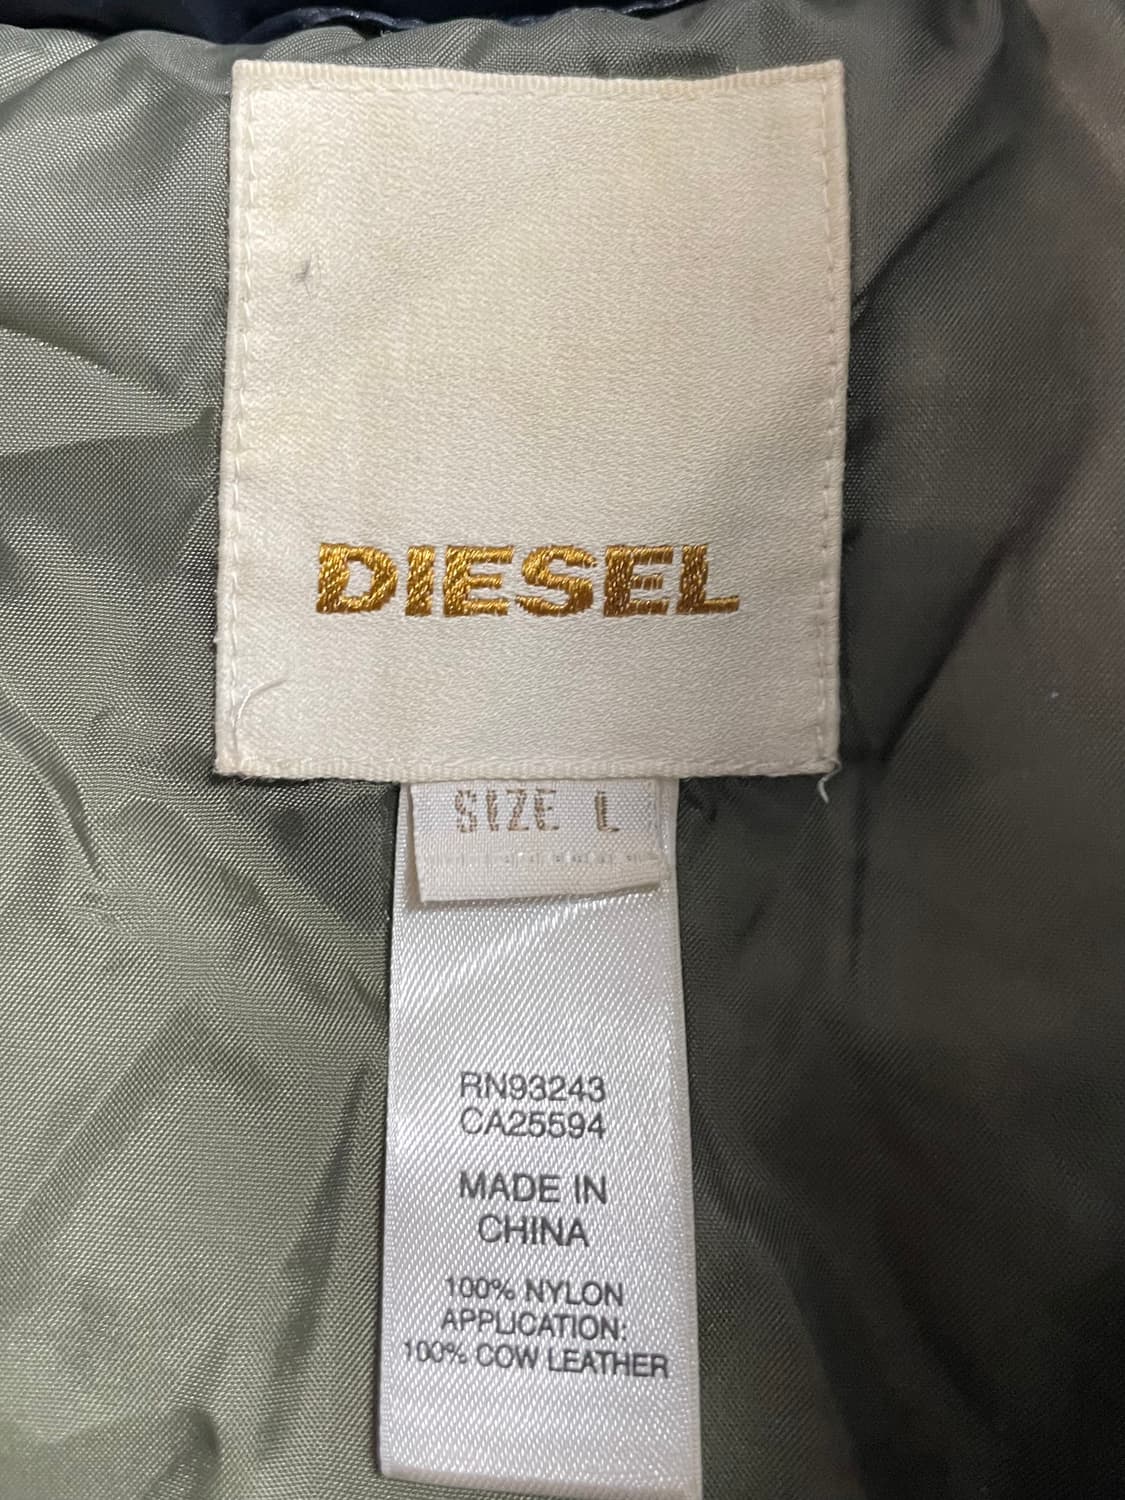 DIESEL
SIZE L
RN93243
CA25594
MADE IN
CHINA
100% NYLON
APPLICATION:
100% COW LEATHER